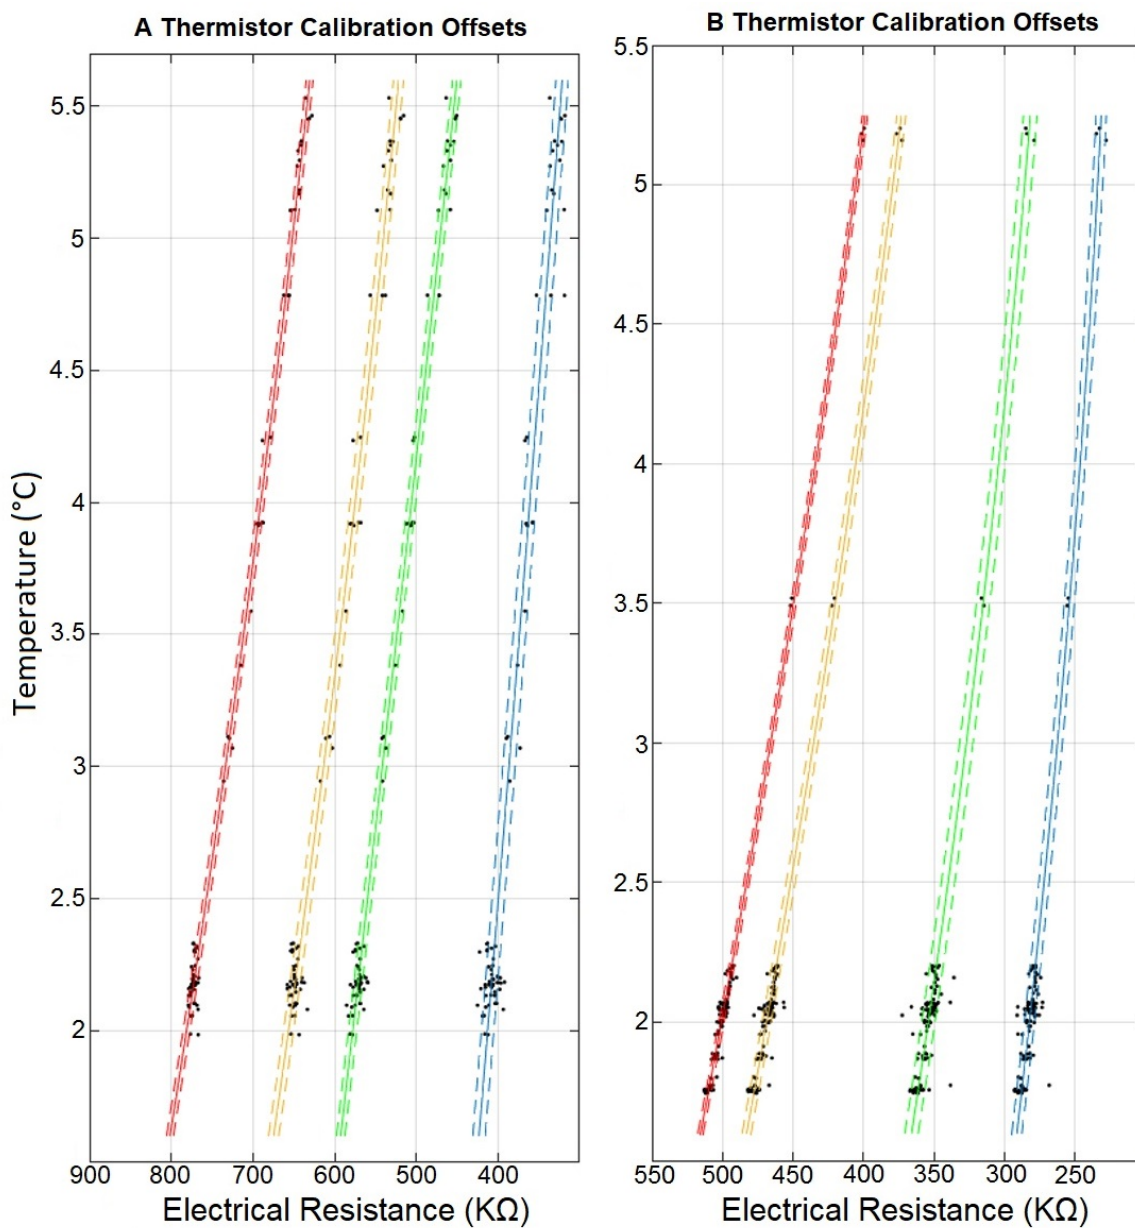 A Thermistor Calibration Offsets
5.5
5
4.5
4
3.5
3
2.5
2
Temperature (°C)
900 800 700 600 500 400
Electrical Resistance (KΩ)
B Thermistor Calibration Offsets
5.5
5
4.5
4
3.5
3
2.5
2
550 500 450 400 350 300 250
Electrical Resistance (KΩ)